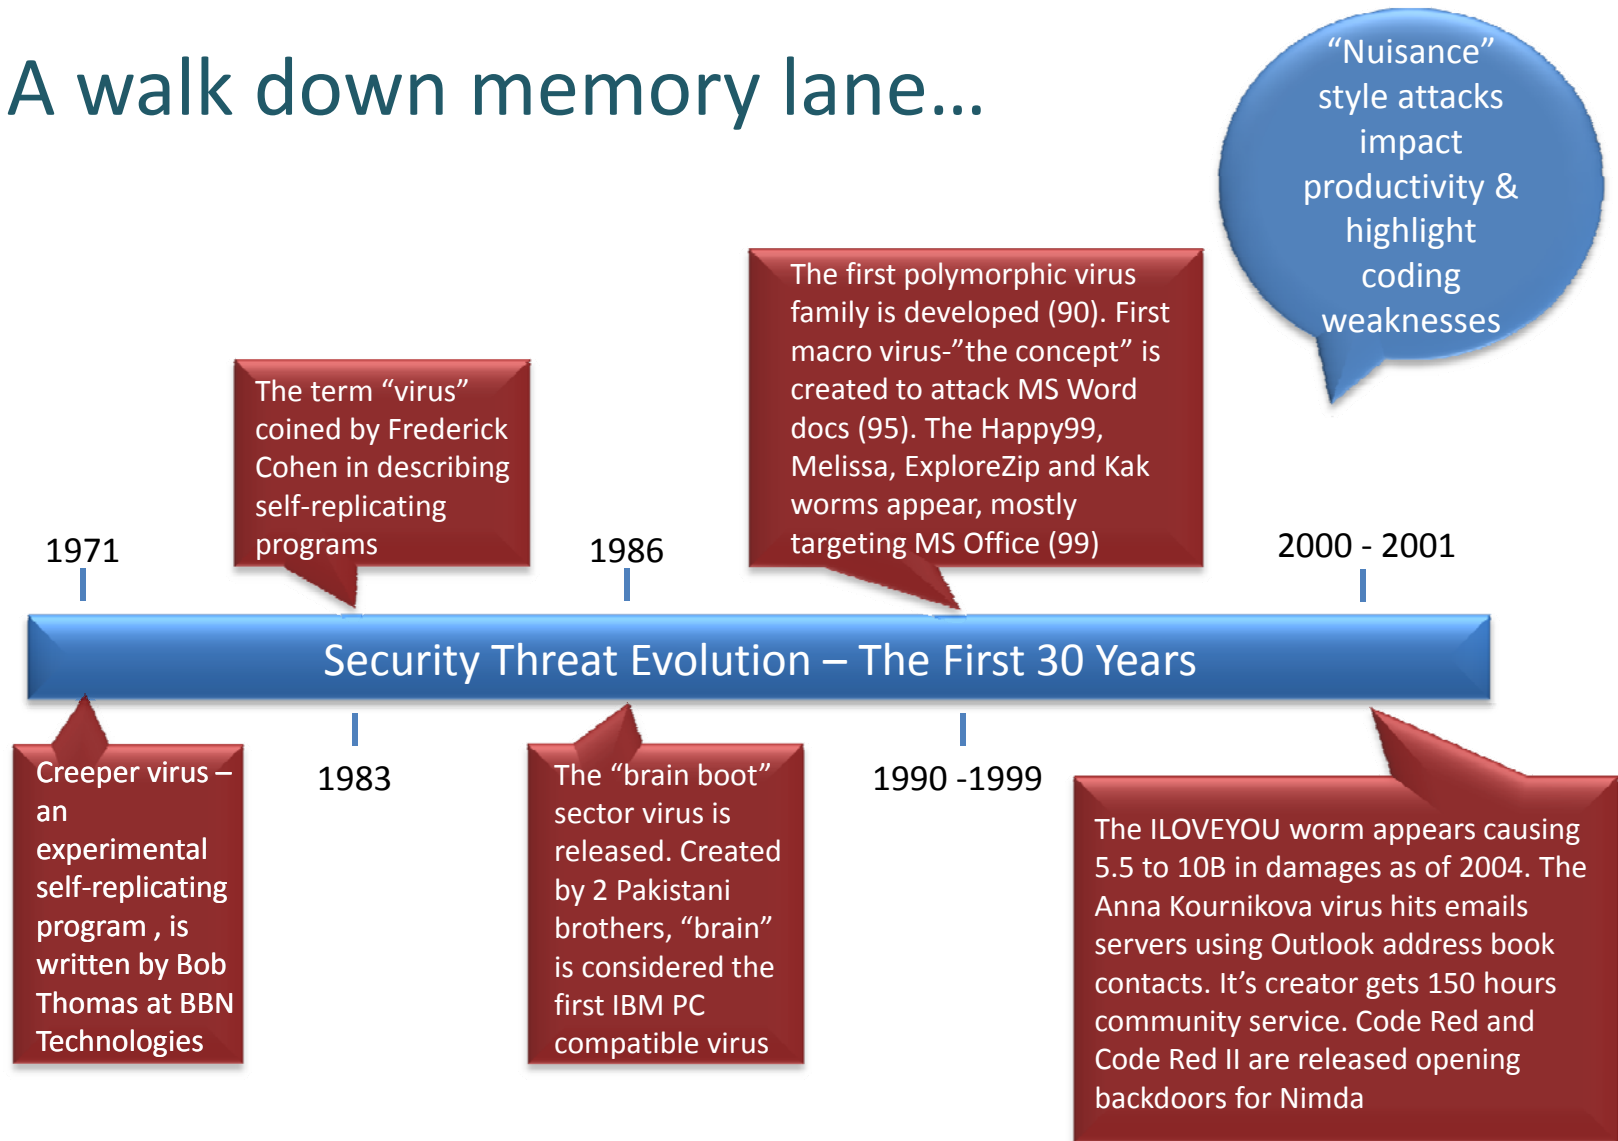 A walk down memory lane…
“Nuisance”
style attacks
impact
productivity &
highlight
coding
weaknesses
The first polymorphic virus
family is developed (90). First
macro virus-”the concept” is
created to attack MS Word
docs (95). The Happy99,
Melissa, ExploreZip and Kak
worms appear, mostly
targeting MS Office (99)
The term “virus”
coined by Frederick
Cohen in describing
self-replicating
programs
1971
1986
2000 - 2001
Security Threat Evolution – The First 30 Years
Creeper virus –
an
experimental
self-replicating
program , is
written by Bob
Thomas at BBN
Technologies
1983
The “brain boot”
sector virus is
released. Created
by 2 Pakistani
brothers, “brain”
is considered the
first IBM PC
compatible virus
1990 -1999
The ILOVEYOU worm appears causing
5.5 to 10B in damages as of 2004. The
Anna Kournikova virus hits emails
servers using Outlook address book
contacts. It’s creator gets 150 hours
community service. Code Red and
Code Red II are released opening
backdoors for Nimda